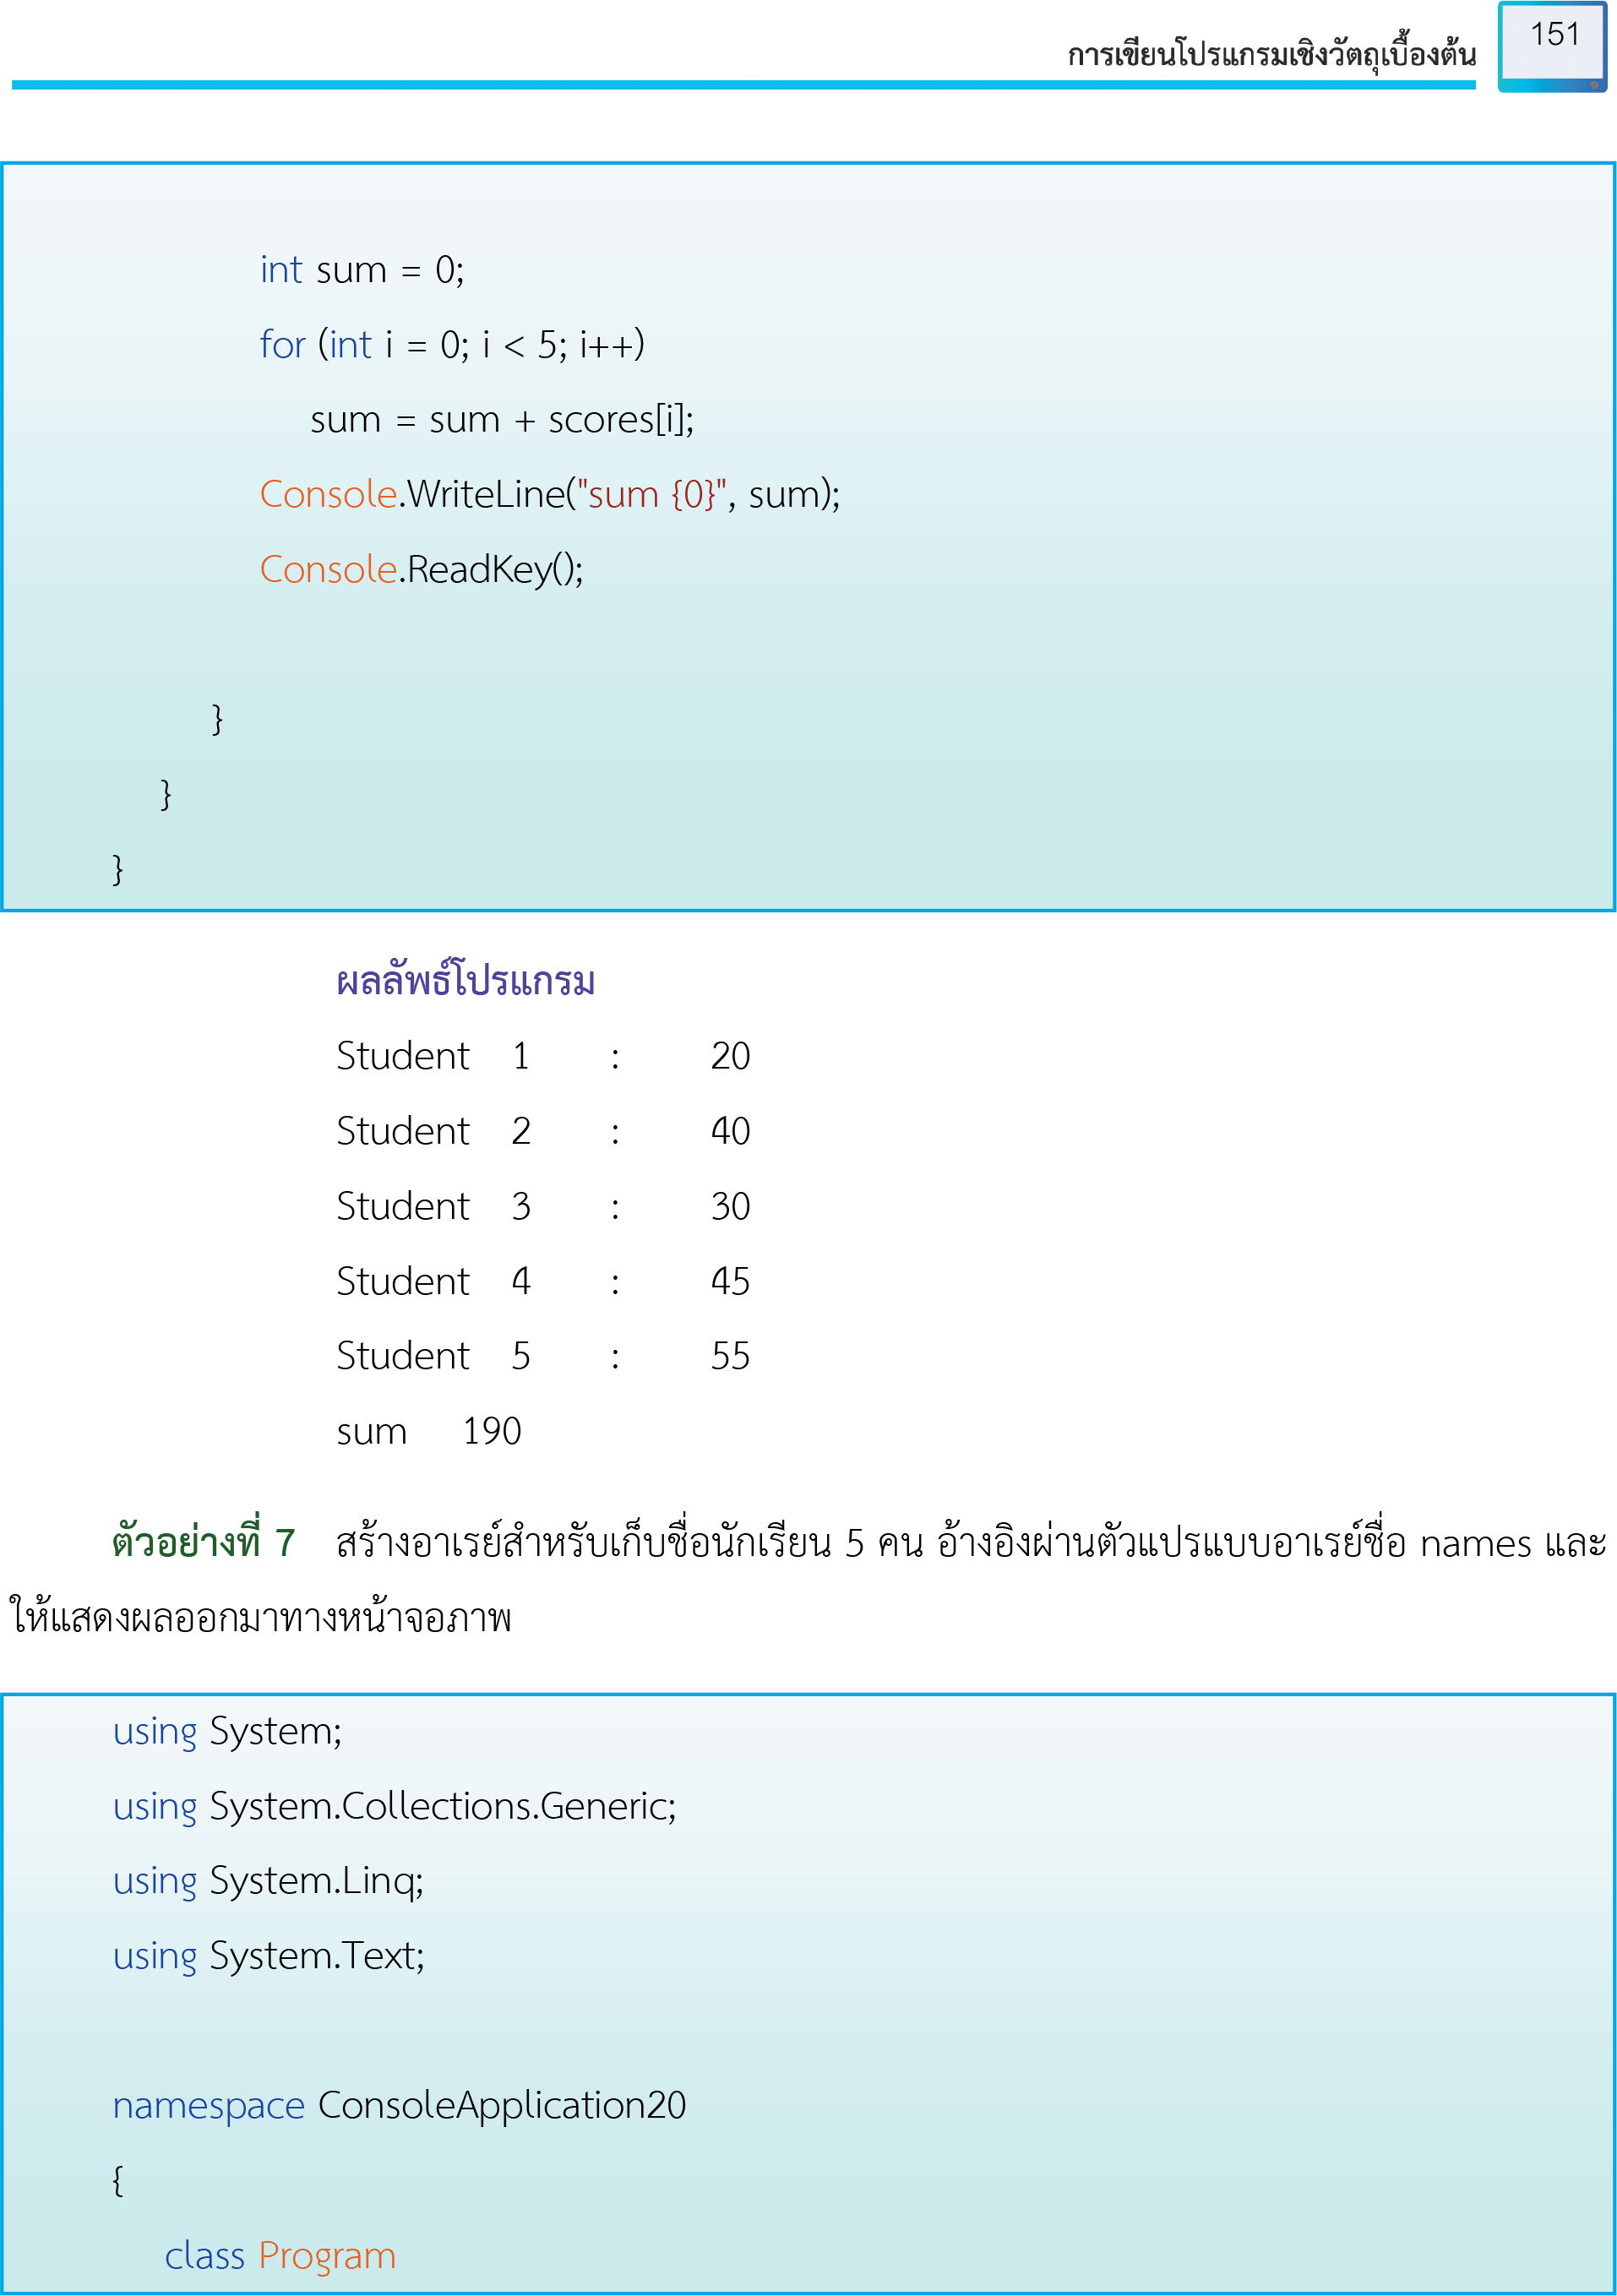 การเขียนโปรแกรมเชิงวัตถุเบื้องต้น 151
int sum = 0;
for (int i = 0; i < 5; i++)
sum = sum + scores[i];
Console.WriteLine("sum {0}", sum);
Console.ReadKey();
}
}
}
ผลลัพธ์โปรแกรม
Student 1 : 20
Student 2 : 40
Student 3 : 30
Student 4 : 45
Student 5 : 55
sum 190
ตัวอย่างที่ 7 สร้างอาเรย์สำหรับเก็บชื่อนักเรียน 5 คน อ้างอิงผ่านตัวแปรแบบอาเรย์ชื่อ names และ
ให้แสดงผลออกมาทางหน้าจอภาพ
using System;
using System.Collections.Generic;
using System.Linq;
using System.Text;
namespace ConsoleApplication20
{
class Program